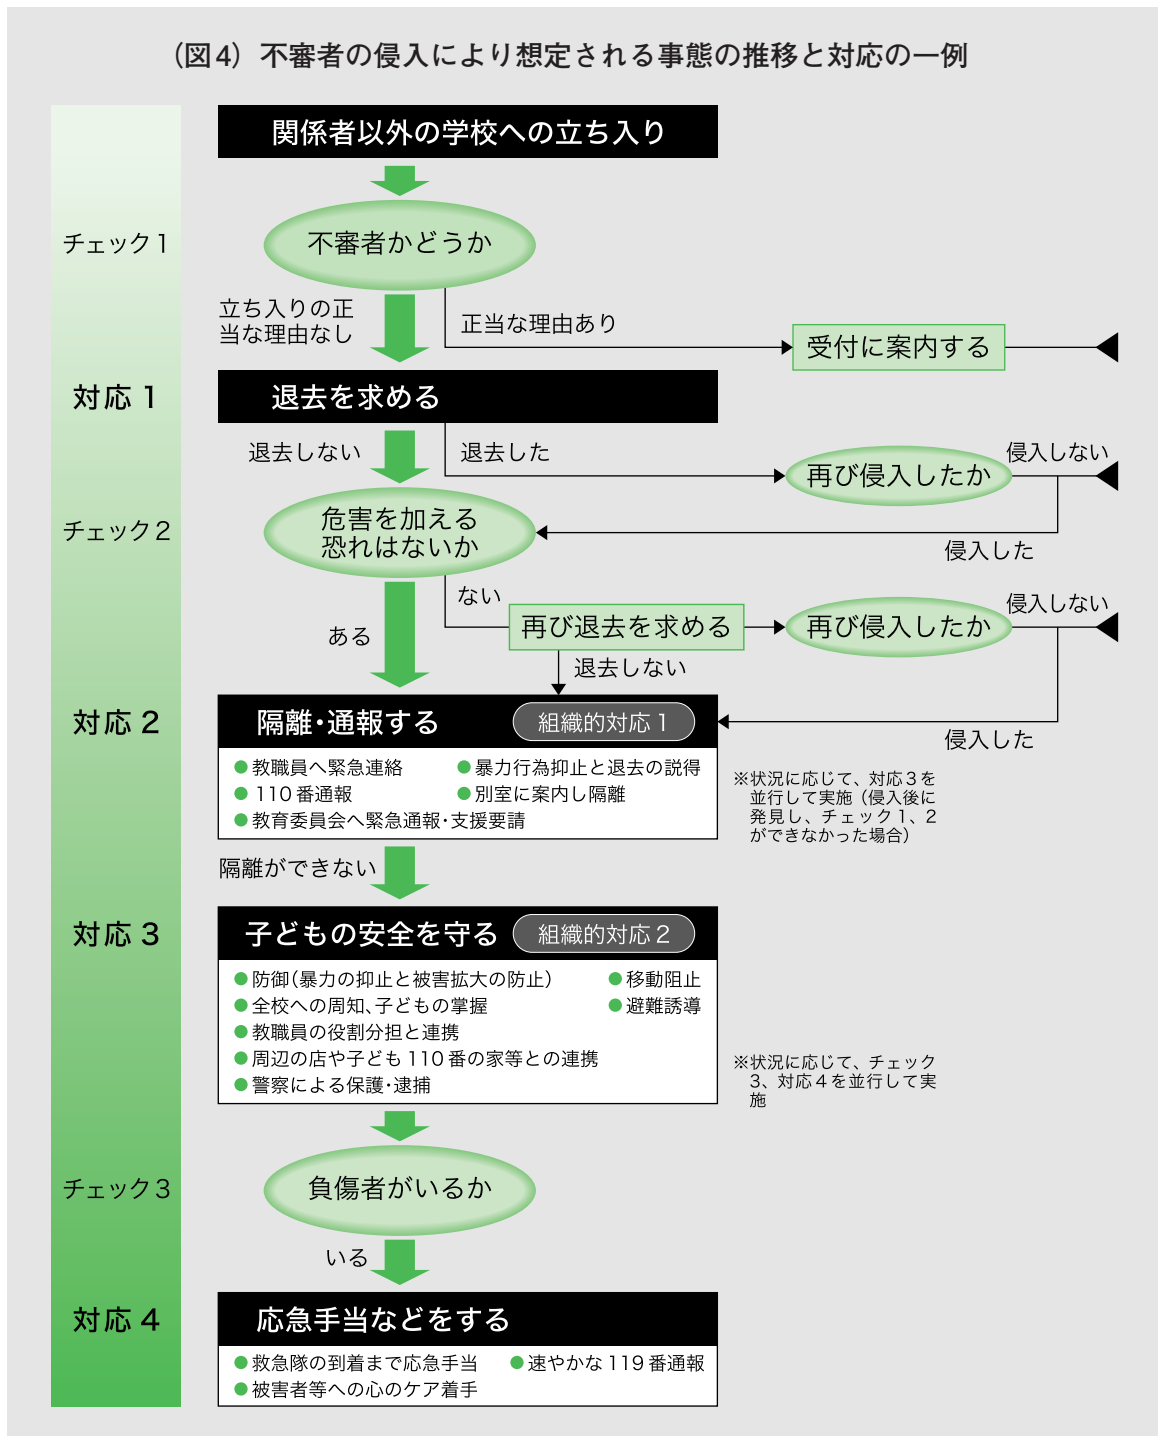 （図4）不審者の侵入により想定される事態の推移と対応の一例
関係者以外の学校への立ち入り
チェック1
不審者かどうか
立ち入りの正
当な理由なし
正当な理由あり
受付に案内する
対応1
退去を求める
退去しない
退去した
再び侵入したか
侵入しない
チェック2
危害を加える
恐れはないか
侵入した
ない
ある
再び退去を求める
再び侵入したか
侵入しない
退去しない
対応2
隔離・通報する
組織的対応1
侵入した
●教職員へ緊急連絡
●暴力行為抑止と退去の説得
●110番通報
●別室に案内し隔離
●教育委員会へ緊急通報・支援要請
※状況に応じて、対応3を
並行して実施（侵入後に
発見し、チェック1、2
ができなかった場合）
隔離ができない
対応3
子どもの安全を守る
組織的対応2
●防御（暴力の抑止と被害拡大の防止）
●移動阻止
●全校への周知、子どもの掌握
●避難誘導
●教職員の役割分担と連携
●周辺の店や子ども110番の家等との連携
●警察による保護・逮捕
※状況に応じて、チェック
3、対応4を並行して実
施
チェック3
負傷者がいるか
いる
対応4
応急手当などをする
●救急隊の到着まで応急手当
●速やかな119番通報
●被害者等への心のケア着手